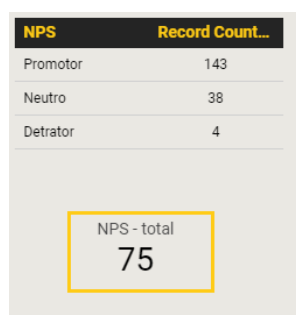 NPS Record Count...
Promotor 143
Neutro 38
Detrator 4
NPS - total
75